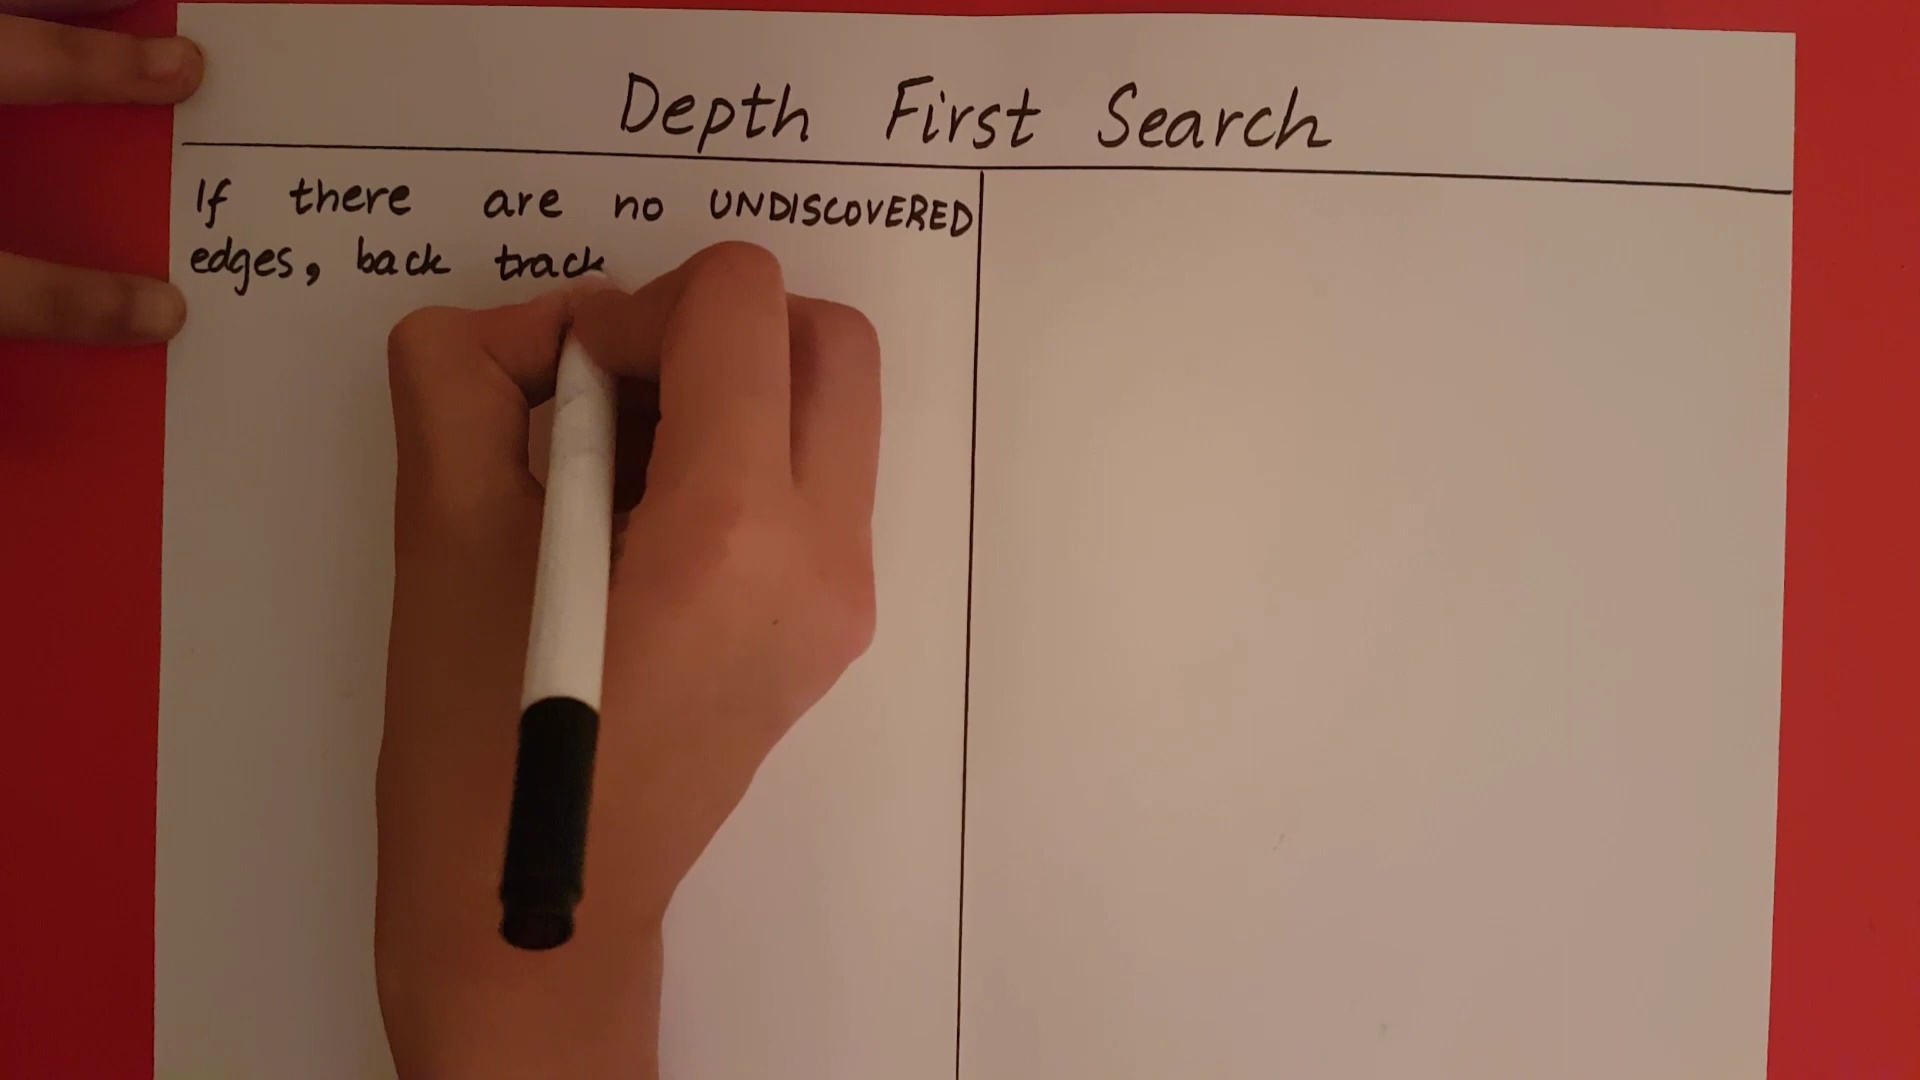 Depth First Search
If there are no UNDISCOVERED
edges, back track